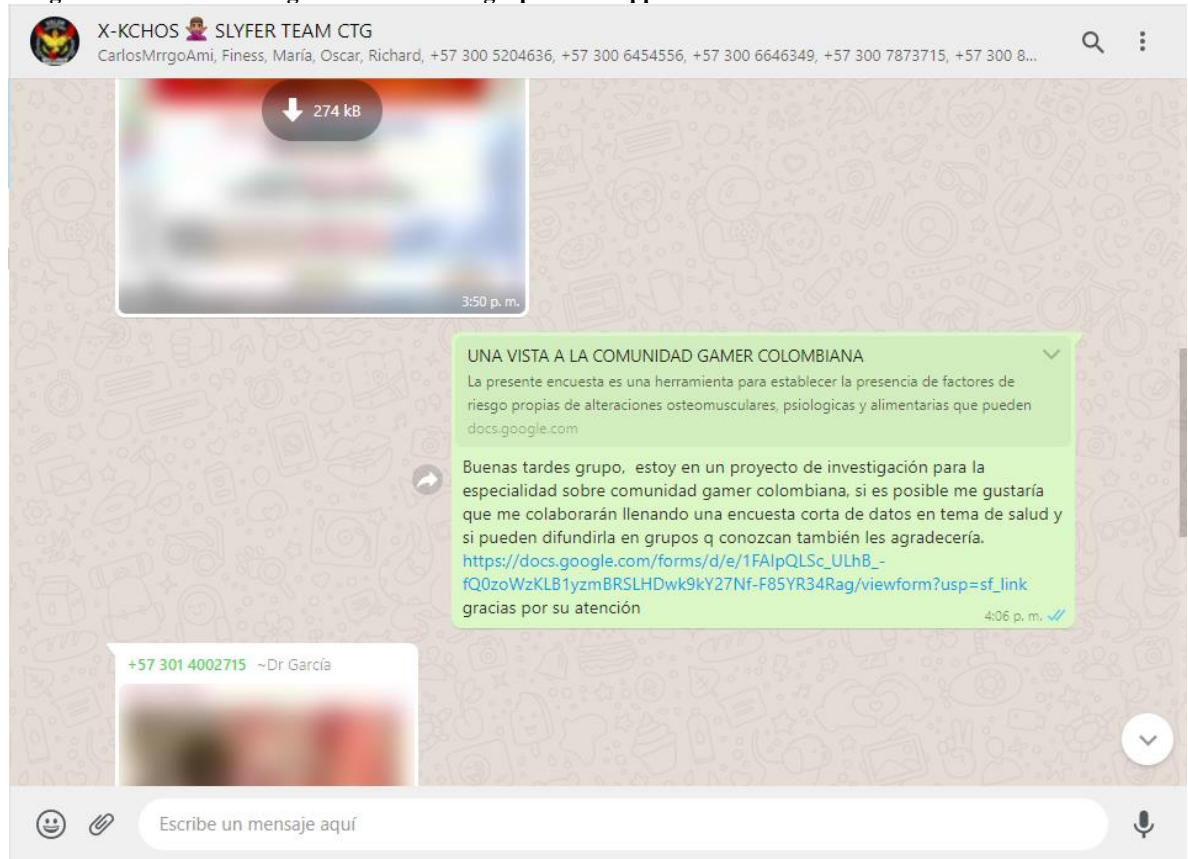 X-KCHOS 🙅🏽‍♂️ SLYFER TEAM CTG
CarlosMrrgoAmi, Finess, María, Oscar, Richard, +57 300 5204636, +57 300 6454556, +57 300 6646349, +57 300 7873715, +57 300 8...
274 kB
3:50 p. m.
UNA VISTA A LA COMUNIDAD GAMER COLOMBIANA
La presente encuesta es una herramienta para establecer la presencia de factores de
riesgo propias de alteraciones osteomusculares, psiologicas y alimentarias que pueden
docs.google.com
Buenas tardes grupo, estoy en un proyecto de investigación para la
especialidad sobre comunidad gamer colombiana, si es posible me gustaría
que me colaborarán llenando una encuesta corta de datos en tema de salud y
si pueden difundirla en grupos q conozcan también les agradecería.
https://docs.google.com/forms/d/e/1FAIpQLSc_ULhB_-
fQ0zoWzKLB1yzmBRSLHDwk9kY27Nf-F85YR34Rag/viewform?usp=sf_link
gracias por su atención
4:06 p. m.
+57 301 4002715 ~Dr García
Escribe un mensaje aquí